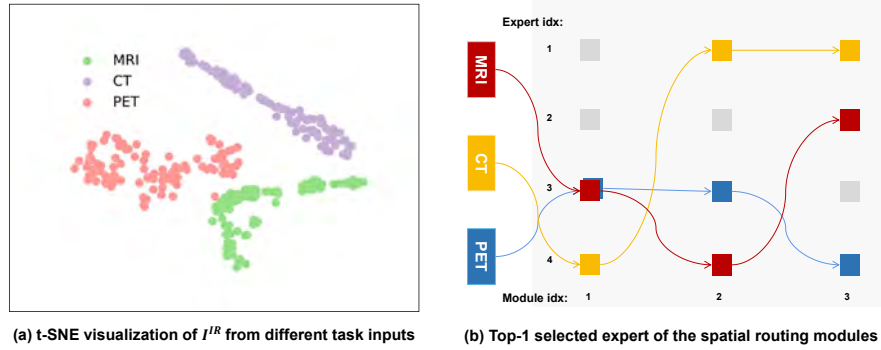 MRI
CT
PET
(a) t-SNE visualization of I^{IR} from different task inputs
Expert idx:
MRI
CT
PET
1
2
3
4
Module idx: 1 2 3
(b) Top-1 selected expert of the spatial routing modules